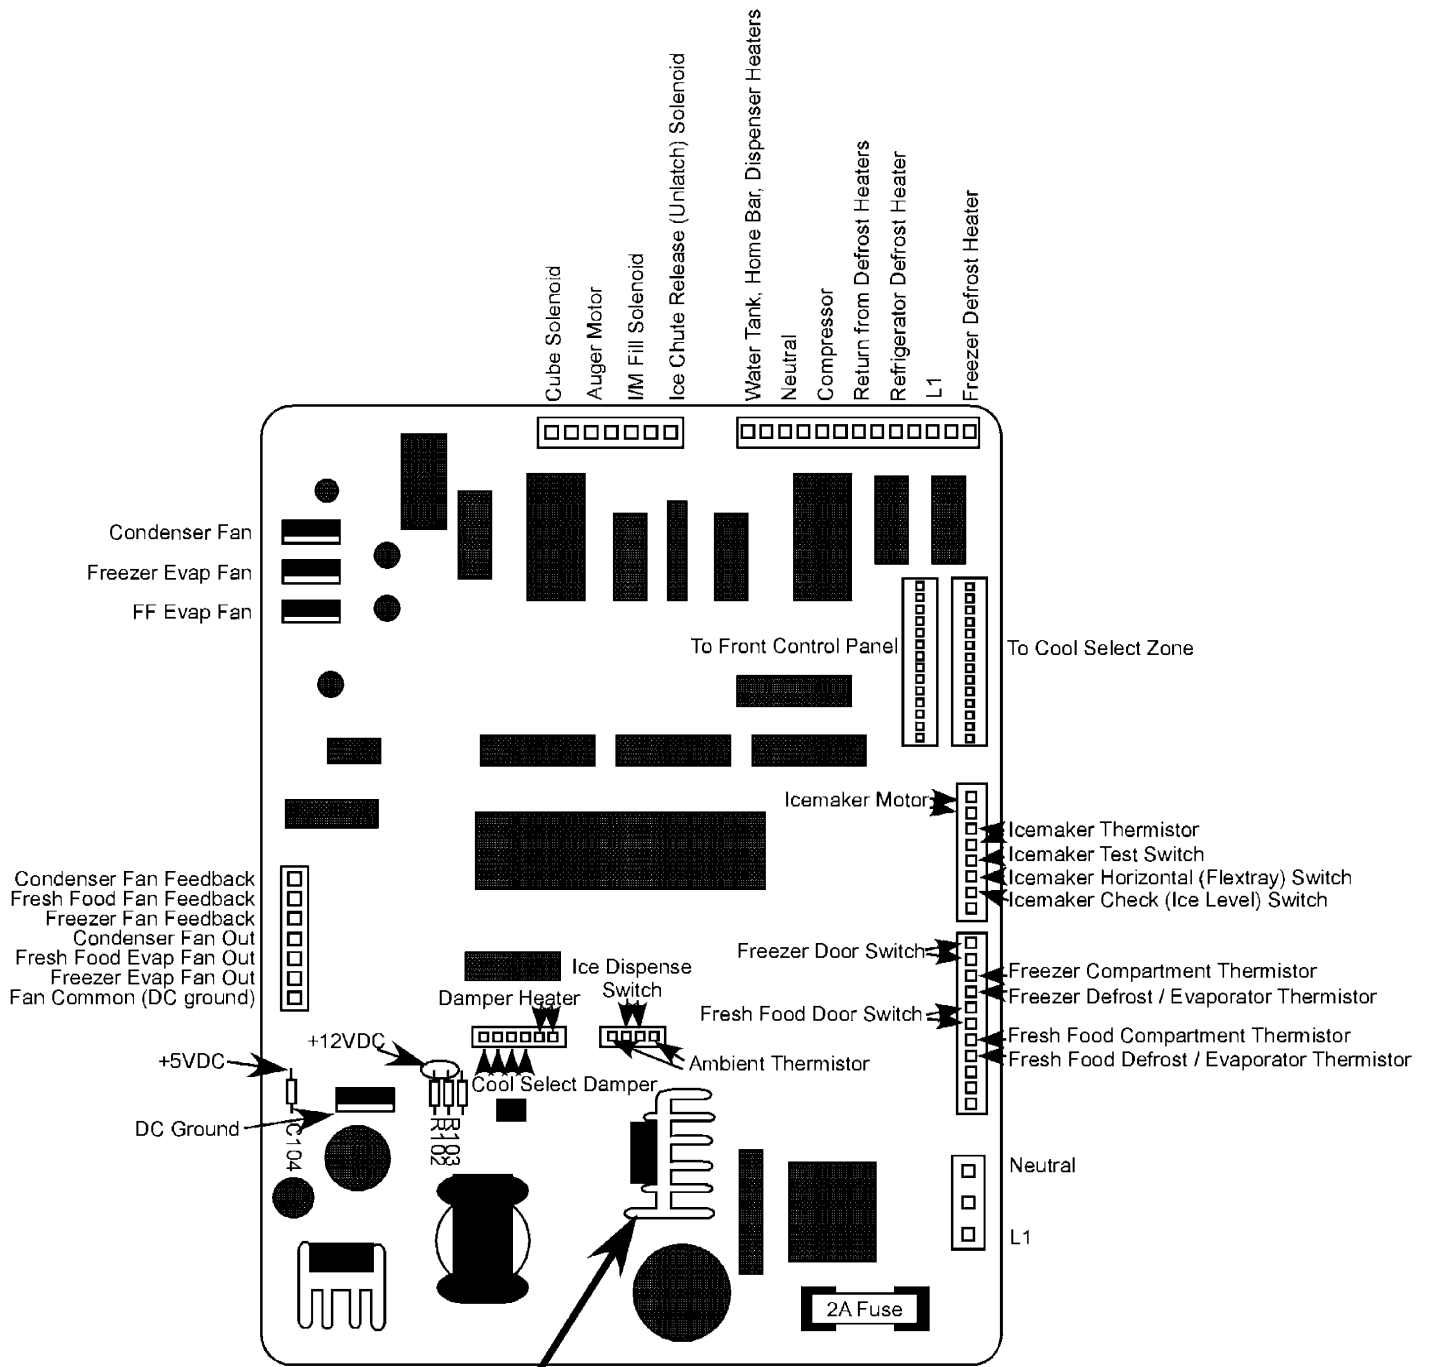 Cube Solenoid
Auger Motor
I/M Fill Solenoid
Ice Chute Release (Unlatch) Solenoid
Water Tank, Home Bar, Dispenser Heaters
Neutral
Compressor
Return from Defrost Heaters
Refrigerator Defrost Heater
L1
Freezer Defrost Heater
Condenser Fan
Freezer Evap Fan
FF Evap Fan
To Front Control Panel
To Cool Select Zone
Icemaker Motor
Icemaker Thermistor
Icemaker Test Switch
Icemaker Horizontal (Flextray) Switch
Icemaker Check (Ice Level) Switch
Condenser Fan Feedback
Fresh Food Fan Feedback
Freezer Fan Feedback
Condenser Fan Out
Fresh Food Evap Fan Out
Freezer Evap Fan Out
Fan Common (DC ground)
Freezer Door Switch
Freezer Compartment Thermistor
Freezer Defrost / Evaporator Thermistor
Fresh Food Door Switch
Fresh Food Compartment Thermistor
Fresh Food Defrost / Evaporator Thermistor
Ice Dispense
Switch
Damper Heater
Ambient Thermistor
Cool Select Damper
+12VDC
+5VDC
DC Ground
C104
R102
R103
Neutral
L1
2A Fuse